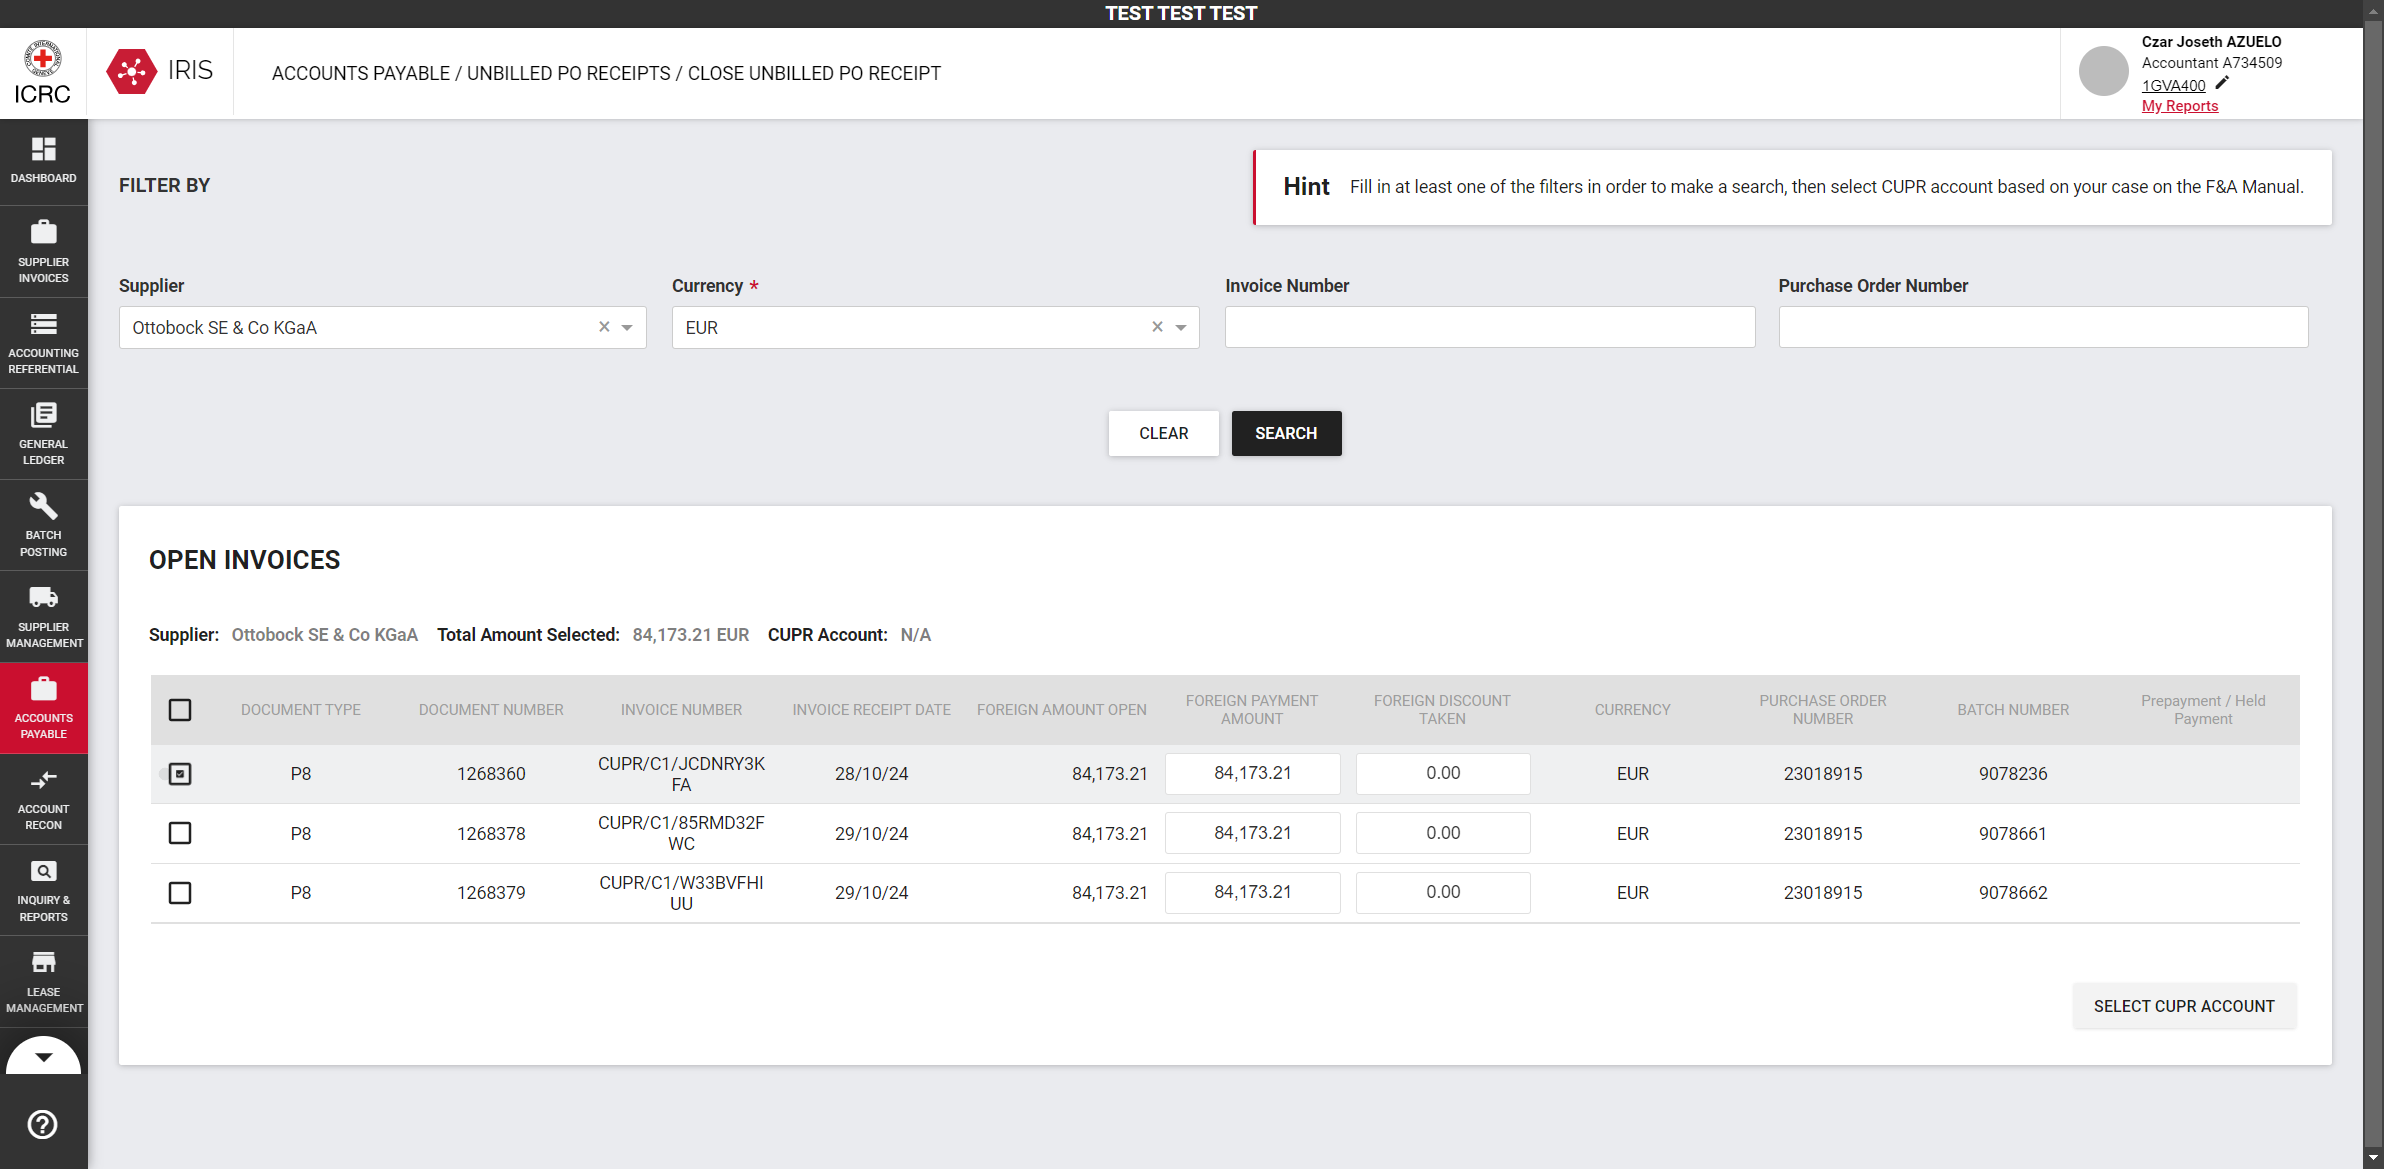 TEST TEST TEST
ICRC
IRIS
ACCOUNTS PAYABLE / UNBILLED PO RECEIPTS / CLOSE UNBILLED PO RECEIPT
Czar Joseth AZUELO
Accountant A734509
1GVA400
My Reports
DASHBOARD
SUPPLIER
INVOICES
ACCOUNTING
REFERENTIAL
GENERAL
LEDGER
BATCH
POSTING
SUPPLIER
MANAGEMENT
ACCOUNTS
PAYABLE
ACCOUNT
RECON
INQUIRY &
REPORTS
LEASE
MANAGEMENT
FILTER BY
Hint Fill in at least one of the filters in order to make a search, then select CUPR account based on your case on the F&A Manual.
Supplier Currency * Invoice Number Purchase Order Number
Ottobock SE & Co KGaA × EUR ×
CLEAR SEARCH
OPEN INVOICES
Supplier: Ottobock SE & Co KGaA Total Amount Selected: 84,173.21 EUR CUPR Account: N/A
DOCUMENT TYPE DOCUMENT NUMBER INVOICE NUMBER INVOICE RECEIPT DATE FOREIGN AMOUNT OPEN FOREIGN PAYMENT AMOUNT FOREIGN DISCOUNT TAKEN CURRENCY PURCHASE ORDER NUMBER BATCH NUMBER Prepayment / Held Payment
P8 1268360 CUPR/C1/JCDNRY3KFA 28/10/24 84,173.21 84,173.21 0.00 EUR 23018915 9078236
P8 1268378 CUPR/C1/85RMD32FWC 29/10/24 84,173.21 84,173.21 0.00 EUR 23018915 9078661
P8 1268379 CUPR/C1/W33BVFHIUU 29/10/24 84,173.21 84,173.21 0.00 EUR 23018915 9078662
SELECT CUPR ACCOUNT